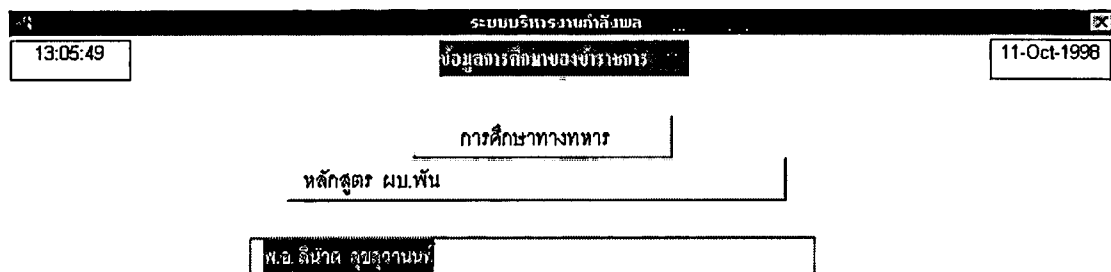 ระบบบริหารงานกำลังพล
13:05:49
ข้อมูลการศึกษาของข้าราชการ
11-Oct-1998
การศึกษาทางทหาร
หลักสูตร ผบ.พัน
พ.อ.